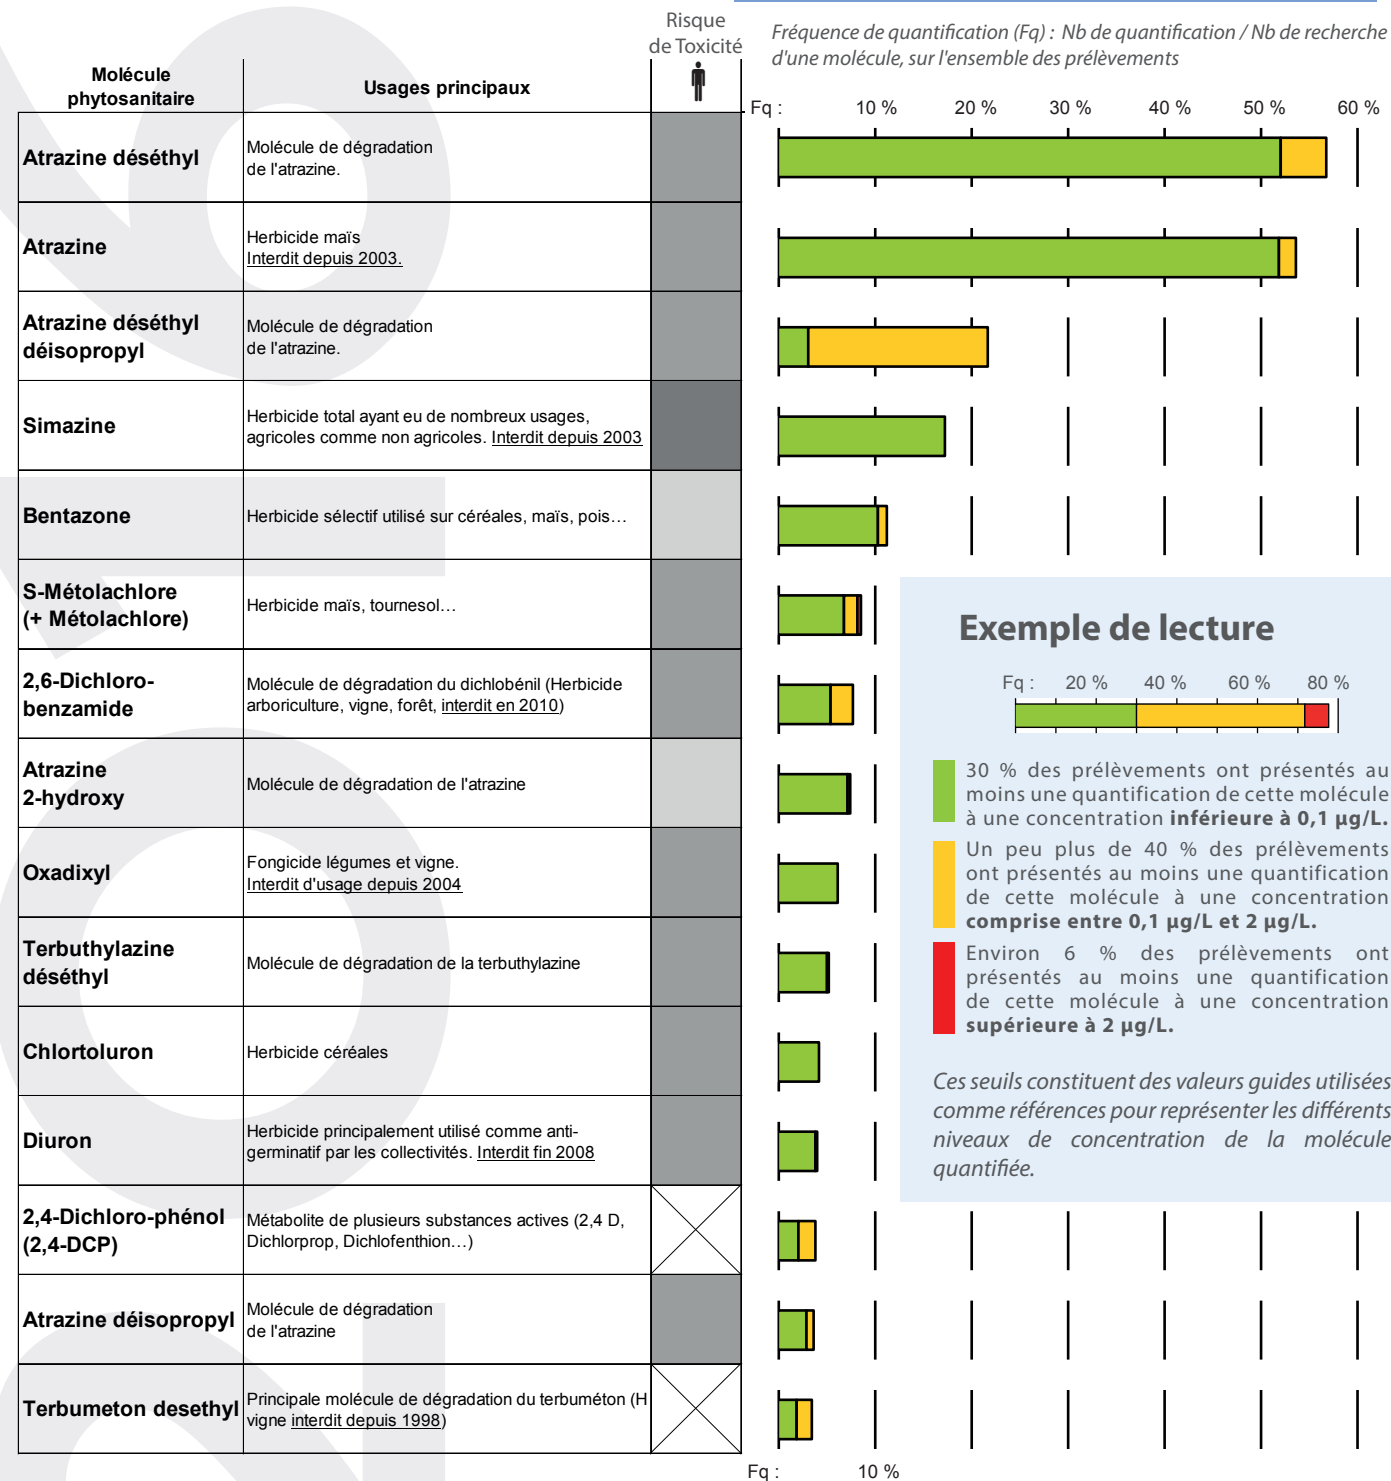 Risque
de Toxicité
Fréquence de quantification (Fq) : Nb de quantification / Nb de recherche
d'une molécule, sur l'ensemble des prélèvements
Molécule
phytosanitaire
Usages principaux
Fq :
10 %
20 %
30 %
40 %
50 %
60 %
Atrazine déséthyl
Molécule de dégradation
de l'atrazine.
Atrazine
Herbicide maïs
Interdit depuis 2003.
Atrazine déséthyl
déisopropyl
Molécule de dégradation
de l'atrazine.
Simazine
Herbicide total ayant eu de nombreux usages,
agricoles comme non agricoles. Interdit depuis 2003
Bentazone
Herbicide sélectif utilisé sur céréales, maïs, pois…
S-Métolachlore
(+ Métolachlore)
Herbicide maïs, tournesol…
2,6-Dichloro-
benzamide
Molécule de dégradation du dichlobénil (Herbicide
arboriculture, vigne, forêt, interdit en 2010)
Atrazine
2-hydroxy
Molécule de dégradation de l'atrazine
Oxadixyl
Fongicide légumes et vigne.
Interdit d'usage depuis 2004
Terbuthylazine
déséthyl
Molécule de dégradation de la terbuthylazine
Chlortoluron
Herbicide céréales
Diuron
Herbicide principalement utilisé comme anti-
germinatif par les collectivités. Interdit fin 2008
2,4-Dichloro-phénol
(2,4-DCP)
Métabolite de plusieurs substances actives (2,4 D,
Dichlorprop, Dichlofenthion…)
Atrazine déisopropyl
Molécule de dégradation
de l'atrazine
Terbumeton desethyl
Principale molécule de dégradation du terbuméton (H
vigne interdit depuis 1998)
Fq :
10 %
Exemple de lecture
Fq :
20 %
40 %
60 %
80 %
30 % des prélèvements ont présentés au
moins une quantification de cette molécule
à une concentration inférieure à 0,1 µg/L.
Un peu plus de 40 % des prélèvements
ont présentés au moins une quantification
de cette molécule à une concentration
comprise entre 0,1 µg/L et 2 µg/L.
Environ 6 % des prélèvements ont
présentés au moins une quantification
de cette molécule à une concentration
supérieure à 2 µg/L.
Ces seuils constituent des valeurs guides utilisées
comme références pour représenter les différents
niveaux de concentration de la molécule
quantifiée.